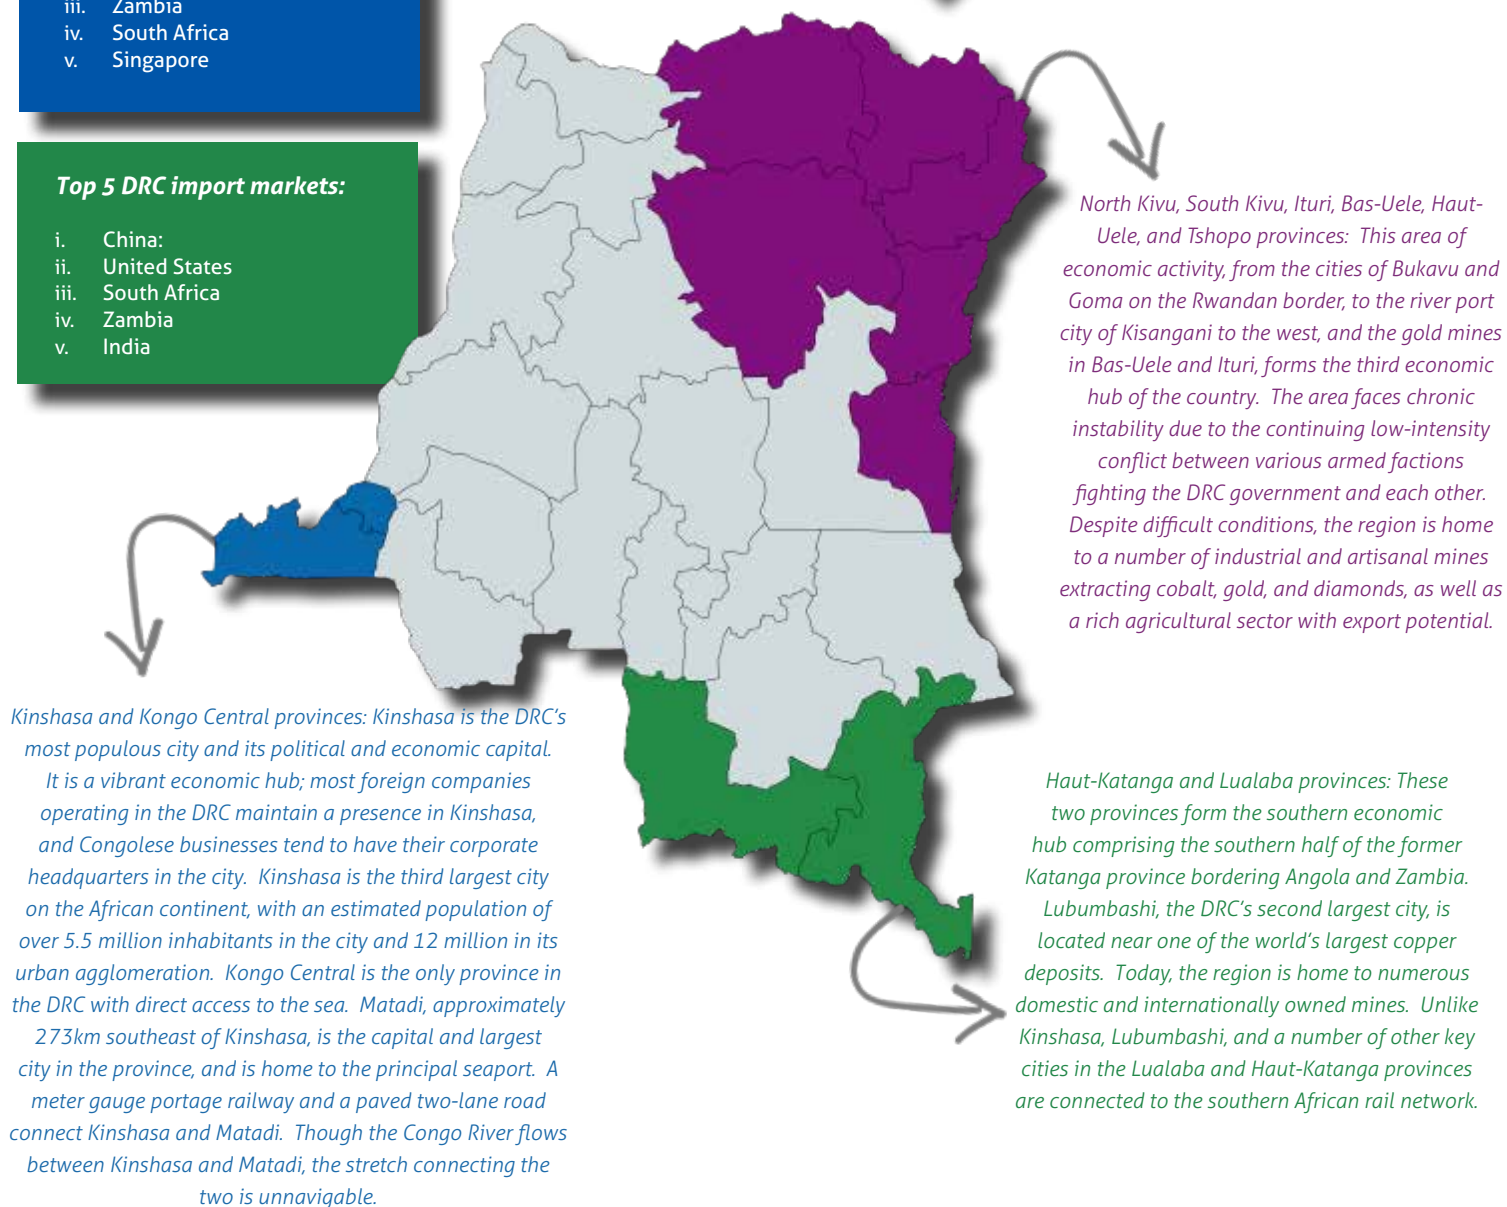 iii. Zambia
iv. South Africa
v. Singapore
Top 5 DRC import markets:
i. China:
ii. United States
iii. South Africa
iv. Zambia
v. India
North Kivu, South Kivu, Ituri, Bas-Uele, Haut-
Uele, and Tshopo provinces: This area of
economic activity, from the cities of Bukavu and
Goma on the Rwandan border, to the river port
city of Kisangani to the west, and the gold mines
in Bas-Uele and Ituri, forms the third economic
hub of the country. The area faces chronic
instability due to the continuing low-intensity
conflict between various armed factions
fighting the DRC government and each other.
Despite difficult conditions, the region is home
to a number of industrial and artisanal mines
extracting cobalt, gold, and diamonds, as well as
a rich agricultural sector with export potential.
Kinshasa and Kongo Central provinces: Kinshasa is the DRC's
most populous city and its political and economic capital.
It is a vibrant economic hub; most foreign companies
operating in the DRC maintain a presence in Kinshasa,
and Congolese businesses tend to have their corporate
headquarters in the city. Kinshasa is the third largest city
on the African continent, with an estimated population of
over 5.5 million inhabitants in the city and 12 million in its
urban agglomeration. Kongo Central is the only province in
the DRC with direct access to the sea. Matadi, approximately
273km southeast of Kinshasa, is the capital and largest
city in the province, and is home to the principal seaport. A
meter gauge portage railway and a paved two-lane road
connect Kinshasa and Matadi. Though the Congo River flows
between Kinshasa and Matadi, the stretch connecting the
two is unnavigable.
Haut-Katanga and Lualaba provinces: These
two provinces form the southern economic
hub comprising the southern half of the former
Katanga province bordering Angola and Zambia.
Lubumbashi, the DRC's second largest city, is
located near one of the world's largest copper
deposits. Today, the region is home to numerous
domestic and internationally owned mines. Unlike
Kinshasa, Lubumbashi, and a number of other key
cities in the Lualaba and Haut-Katanga provinces
are connected to the southern African rail network.